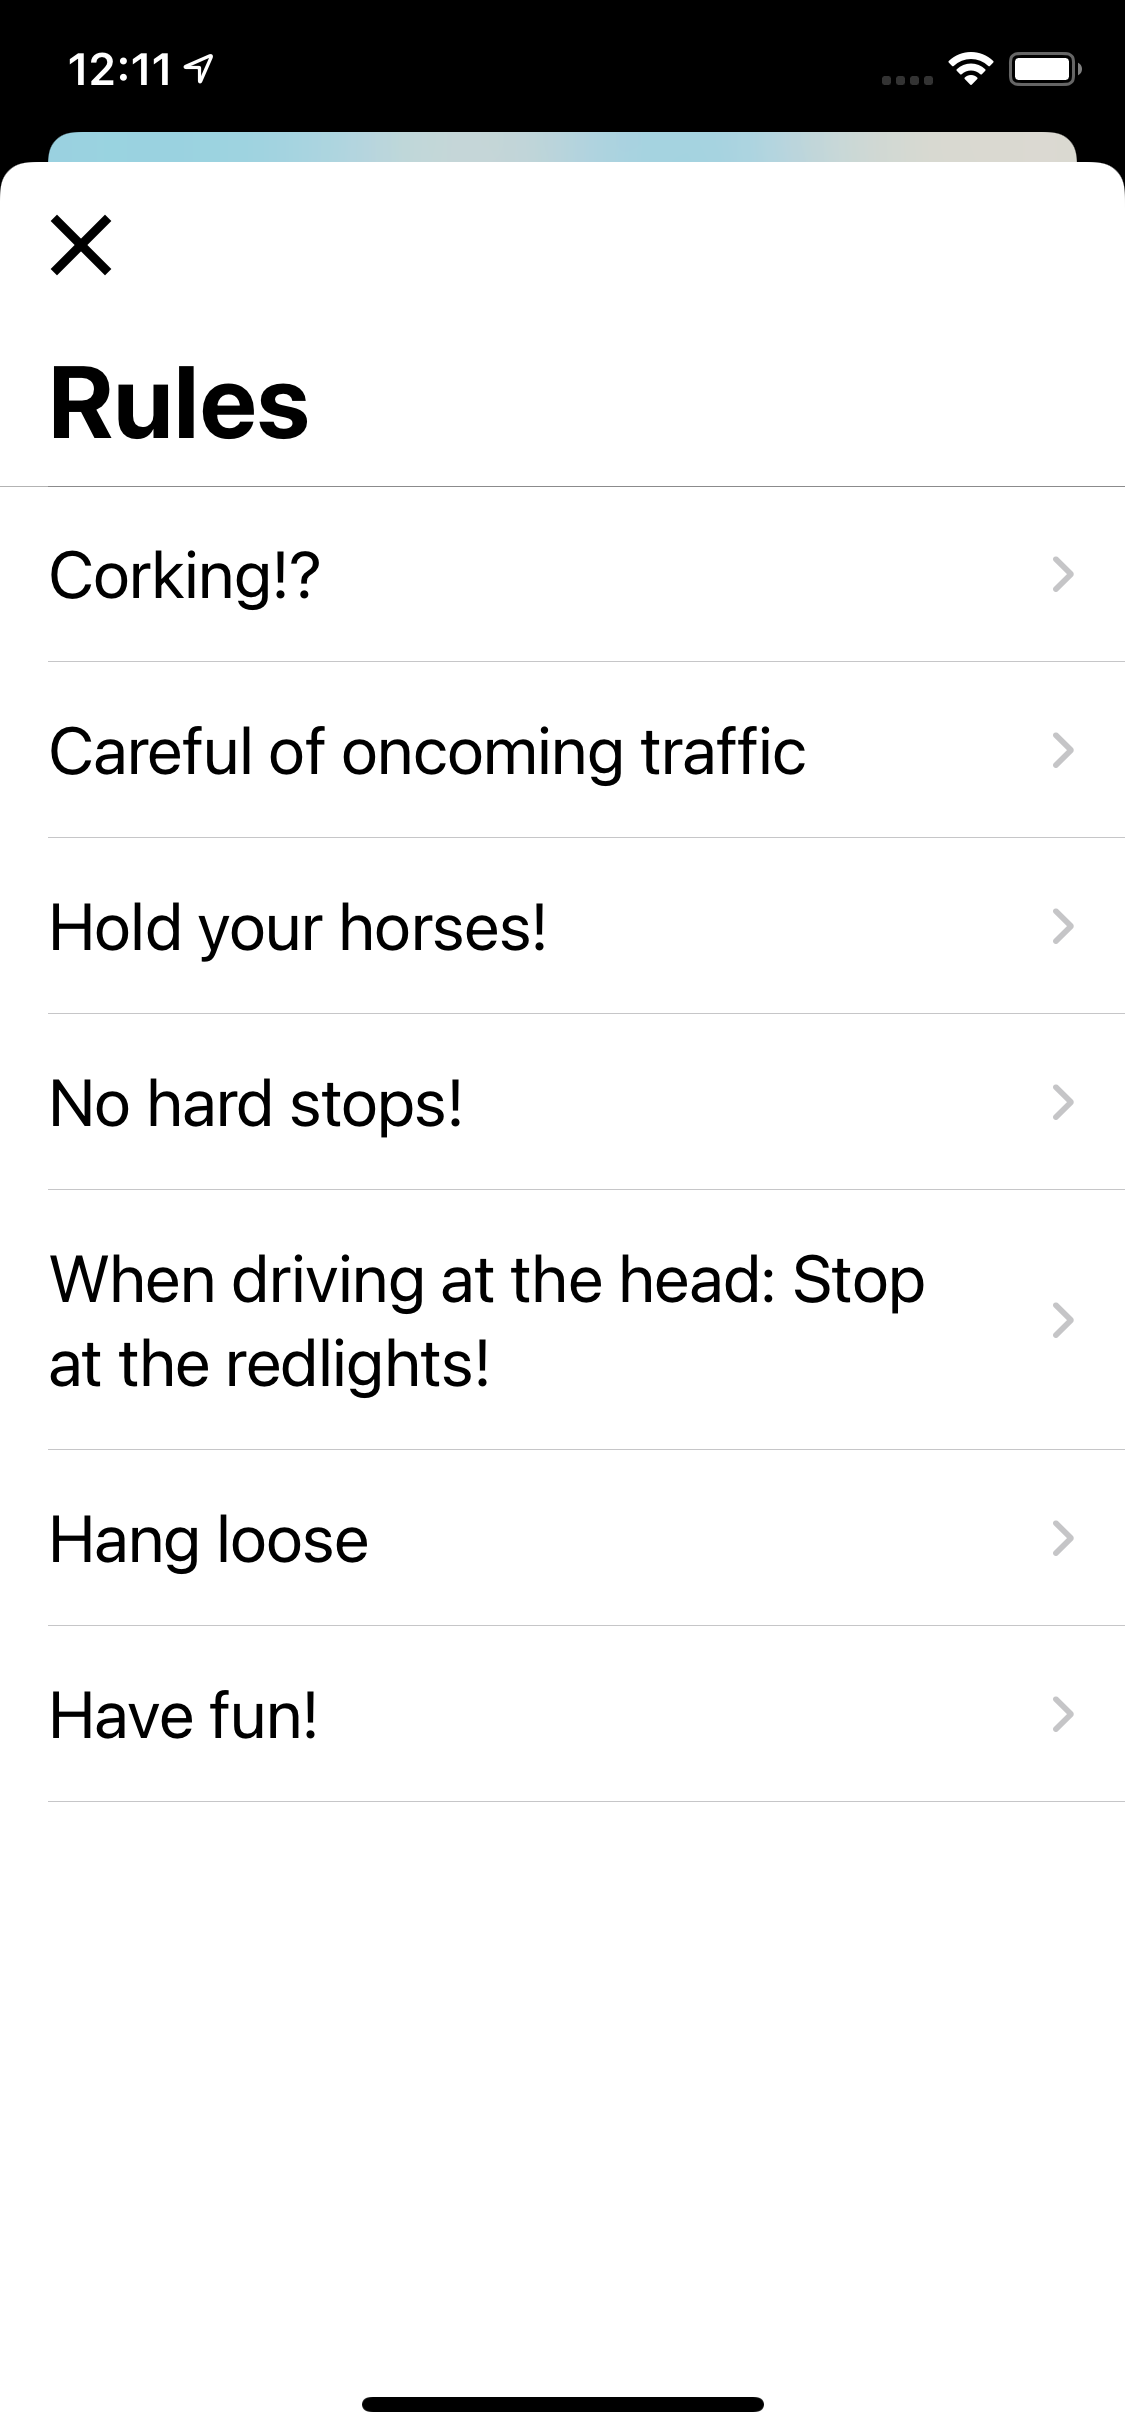 12:11
Rules
Corking!?
Careful of oncoming traffic
Hold your horses!
No hard stops!
When driving at the head: Stop
at the redlights!
Hang loose
Have fun!